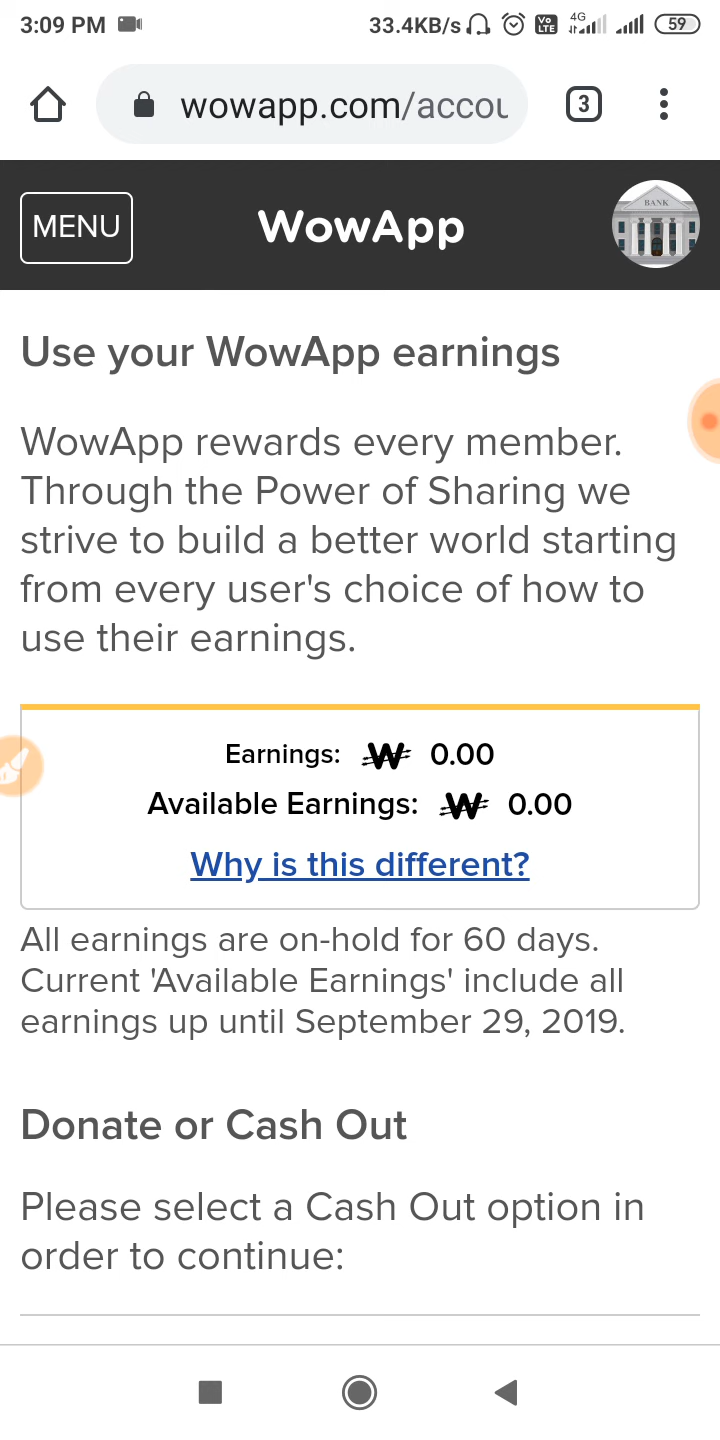 3:09 PM 33.4KB/s Vo LTE 4G 59
wowapp.com/accou
3
MENU WowApp BANK
Use your WowApp earnings
WowApp rewards every member.
Through the Power of Sharing we
strive to build a better world starting
from every user's choice of how to
use their earnings.
Earnings: W 0.00
Available Earnings: W 0.00
Why is this different?
All earnings are on-hold for 60 days.
Current 'Available Earnings' include all
earnings up until September 29, 2019.
Donate or Cash Out
Please select a Cash Out option in
order to continue: